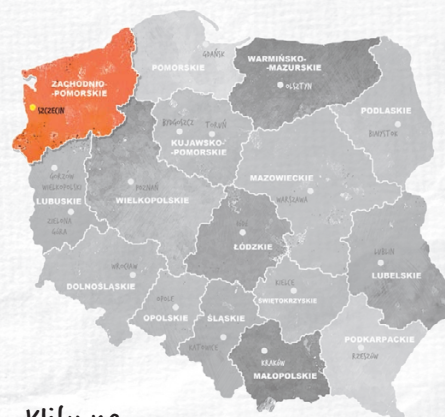 GDAŃSK
POMORSKIE
WARMIŃSKO-
-MAZURSKIE
OLSZTYN
ZACHODNIO-
-POMORSKIE
SZCZECIN
PODLASKIE
BIAŁYSTOK
BYDGOSZCZ
TORUŃ
KUJAWSKO-
-POMORSKIE
GORZÓW
WIELKOPOLSKI
LUBUSKIE
ZIELONA
GÓRA
POZNAŃ
WIELKOPOLSKIE
MAZOWIECKIE
WARSZAWA
ŁÓDZKIE
LUBLIN
LUBELSKIE
WROCŁAW
DOLNOŚLĄSKIE
OPOLE
OPOLSKIE
ŚLĄSKIE
KATOWICE
KIELCE
ŚWIĘTOKRZYSKIE
KRAKÓW
MAŁOPOLSKIE
PODKARPACKIE
RZESZÓW